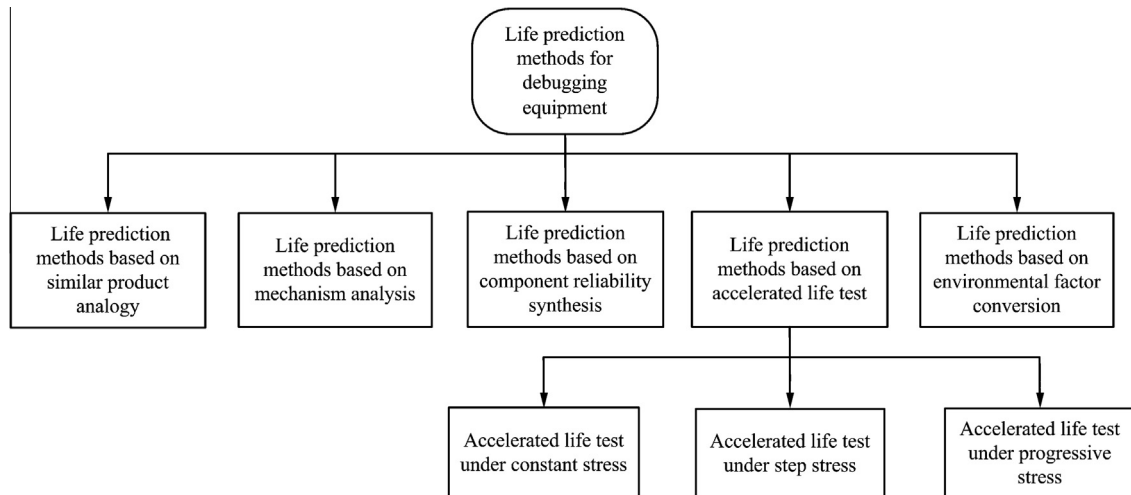 Life prediction
methods for
debugging
equipment
Life prediction
methods based on
similar product
analogy
Life prediction
methods based on
mechanism analysis
Life prediction
methods based on
component reliability
synthesis
Life prediction
methods based on
accelerated life test
Life prediction
methods based on
environmental factor
conversion
Accelerated life test
under constant stress
Accelerated life test
under step stress
Accelerated life test
under progressive
stress